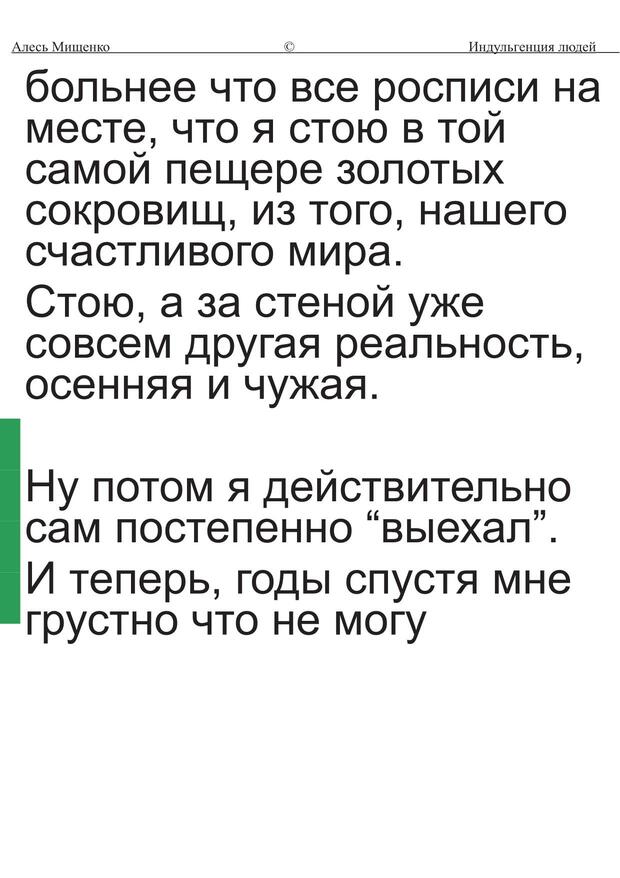 Алесь Мищенко © Индульгенция людей
больнее что все росписи на
месте, что я стою в той
самой пещере золотых
сокровищ, из того, нашего
счастливого мира.
Стою, а за стеной уже
совсем другая реальность,
осенняя и чужая.
Ну потом я действительно
сам постепенно “выехал”.
И теперь, годы спустя мне
грустно что не могу